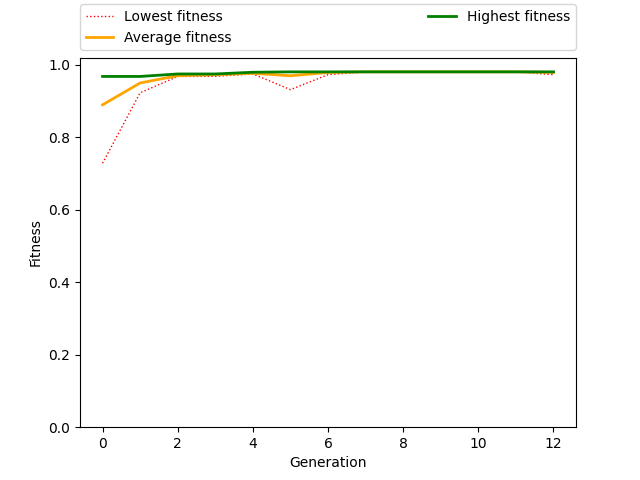 Lowest fitness
Average fitness
Highest fitness
1.0
0.8
0.6
0.4
0.2
0.0
Fitness
0 2 4 6 8 10 12
Generation